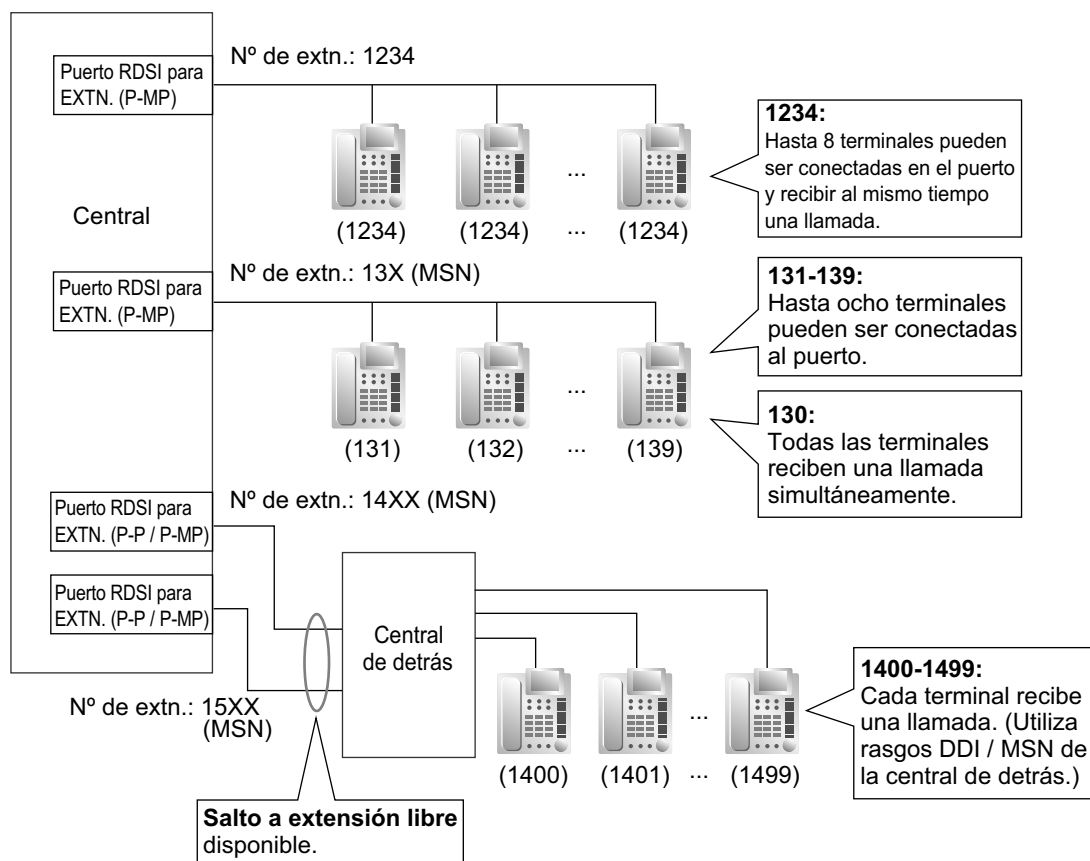 Nº de extn.: 1234
Puerto RDSI para
EXTN. (P-MP)
1234:
Hasta 8 terminales pueden
ser conectadas en el puerto
y recibir al mismo tiempo
una llamada.
...
Central
(1234) (1234) ... (1234)
Nº de extn.: 13X (MSN)
Puerto RDSI para
EXTN. (P-MP)
131-139:
Hasta ocho terminales
pueden ser conectadas
al puerto.
...
130:
Todas las terminales
reciben una llamada
simultáneamente.
(131) (132) ... (139)
Nº de extn.: 14XX (MSN)
Puerto RDSI para
EXTN. (P-P / P-MP)
Puerto RDSI para
EXTN. (P-P / P-MP)
Central
de detrás
Nº de extn.: 15XX
(MSN)
...
1400-1499:
Cada terminal recibe
una llamada. (Utiliza
rasgos DDI / MSN de
la central de detrás.)
(1400) (1401) ... (1499)
Salto a extensión libre
disponible.